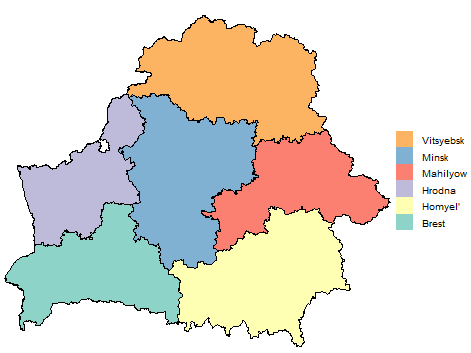 Vitsyebsk
Minsk
Mahilyow
Hrodna
Homyel'
Brest